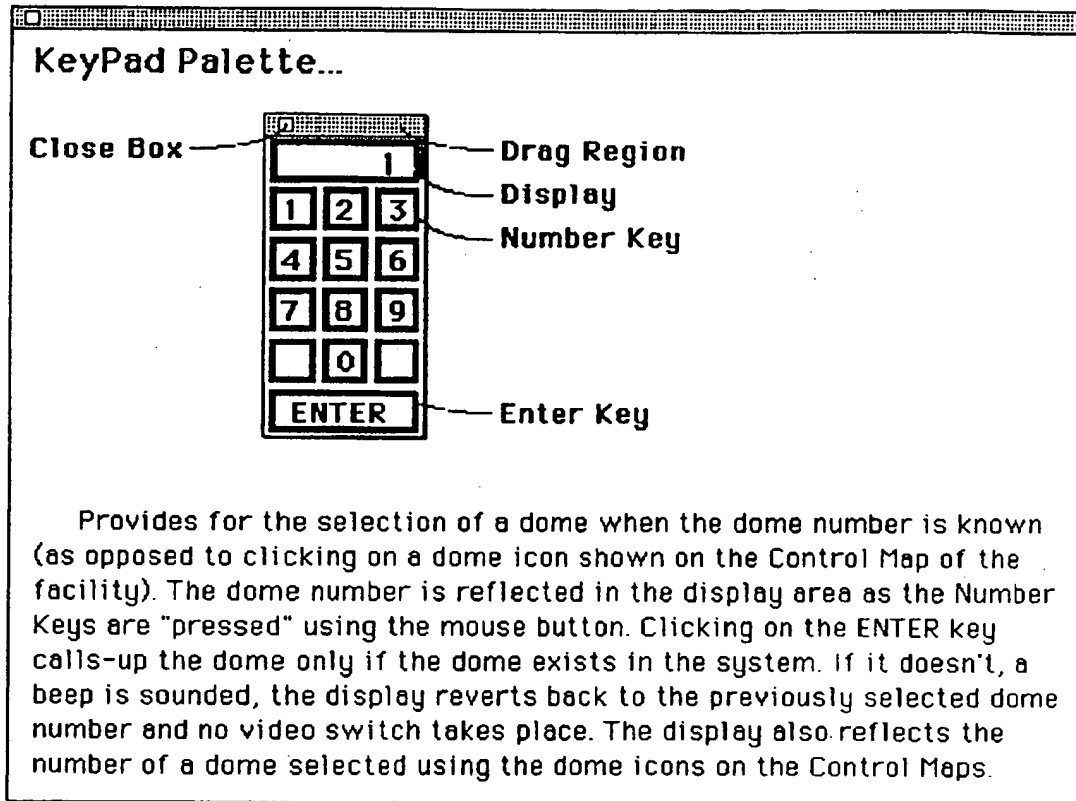 KeyPad Palette...
Close Box
Drag Region
1
Display
1 2 3
Number Key
4 5 6
7 8 9
0
ENTER
Enter Key
Provides for the selection of a dome when the dome number is known
(as opposed to clicking on a dome icon shown on the Control Map of the
facility). The dome number is reflected in the display area as the Number
Keys are "pressed" using the mouse button. Clicking on the ENTER key
calls-up the dome only if the dome exists in the system. If it doesn't, a
beep is sounded, the display reverts back to the previously selected dome
number and no video switch takes place. The display also reflects the
number of a dome selected using the dome icons on the Control Maps.